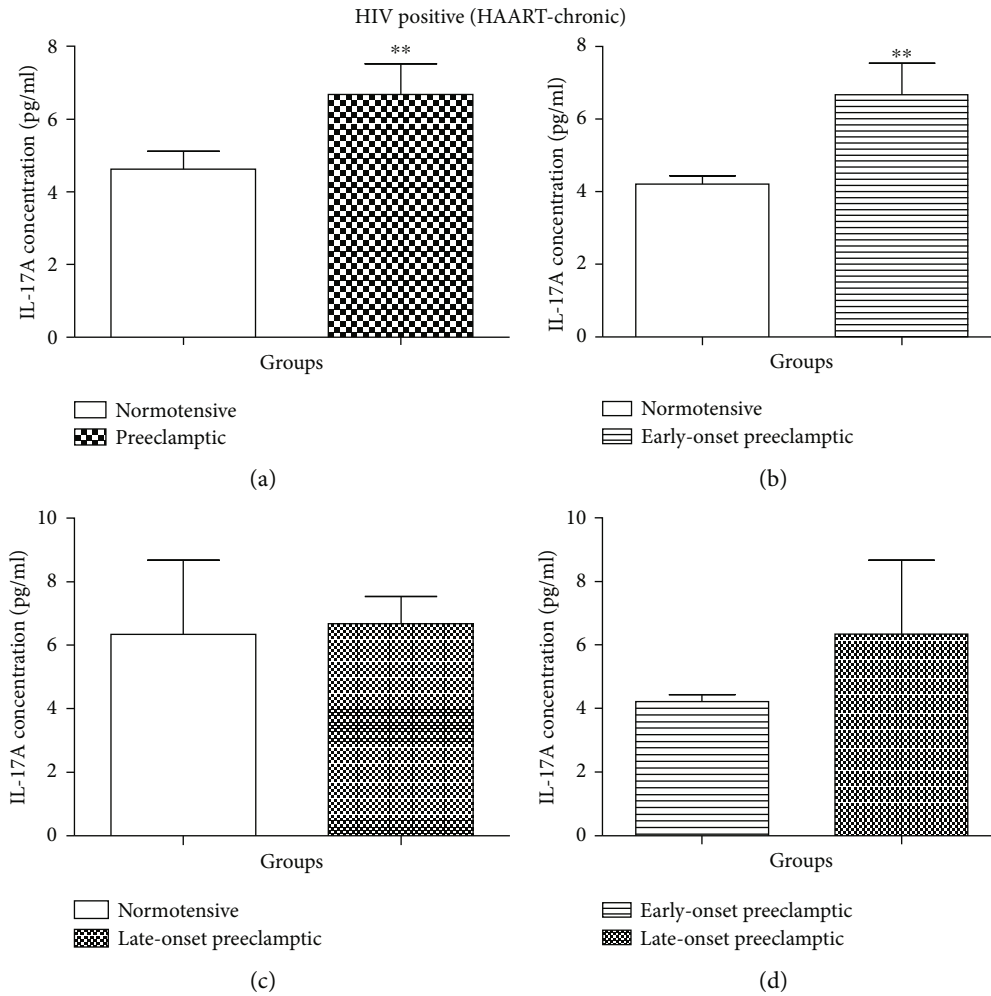 HIV positive (HAART-chronic)
8
6
4
2
0
IL-17A concentration (pg/ml)
**
Groups
Normotensive
Preeclamptic
(a)
8
6
4
2
0
IL-17A concentration (pg/ml)
**
Groups
Normotensive
Early-onset preeclamptic
(b)
10
8
6
4
2
0
IL-17A concentration (pg/ml)
Groups
Normotensive
Late-onset preeclamptic
(c)
10
8
6
4
2
0
IL-17A concentration (pg/ml)
Groups
Early-onset preeclamptic
Late-onset preeclamptic
(d)